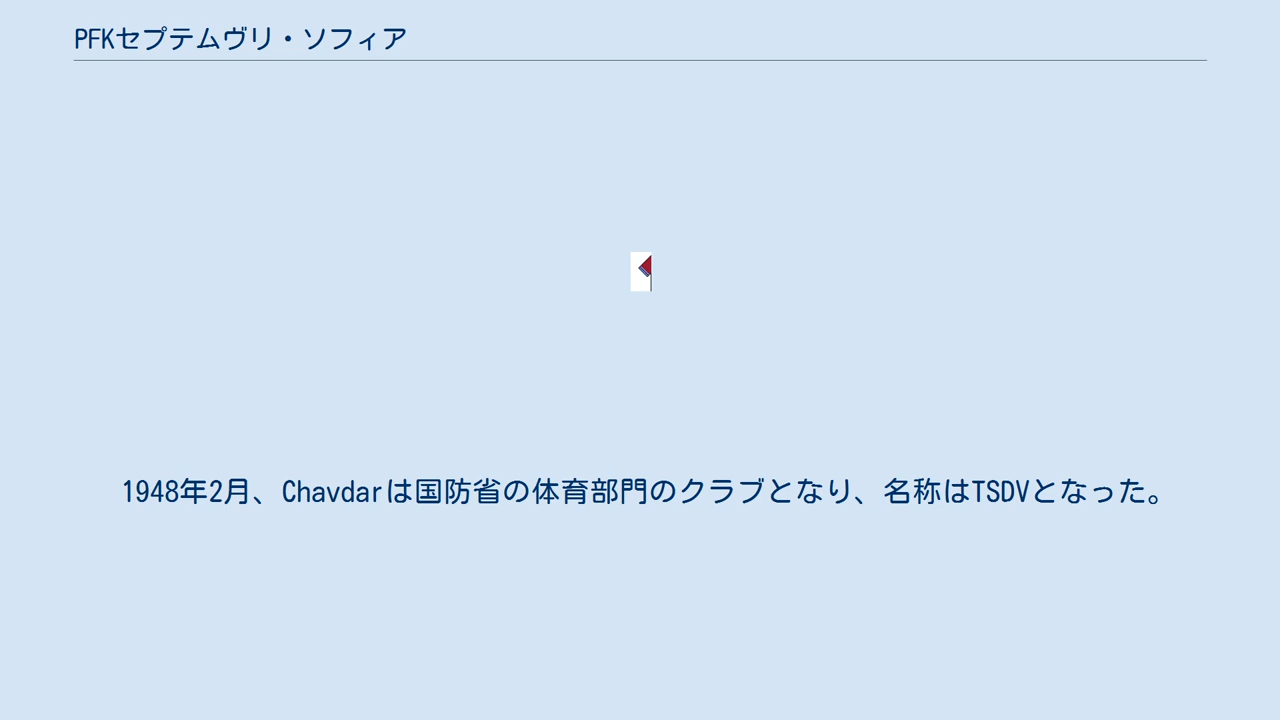 PFKセプテムヴリ・ソフィア
1948年2月、Chavdarは国防省の体育部門のクラブとなり、名称はTSDVとなった。